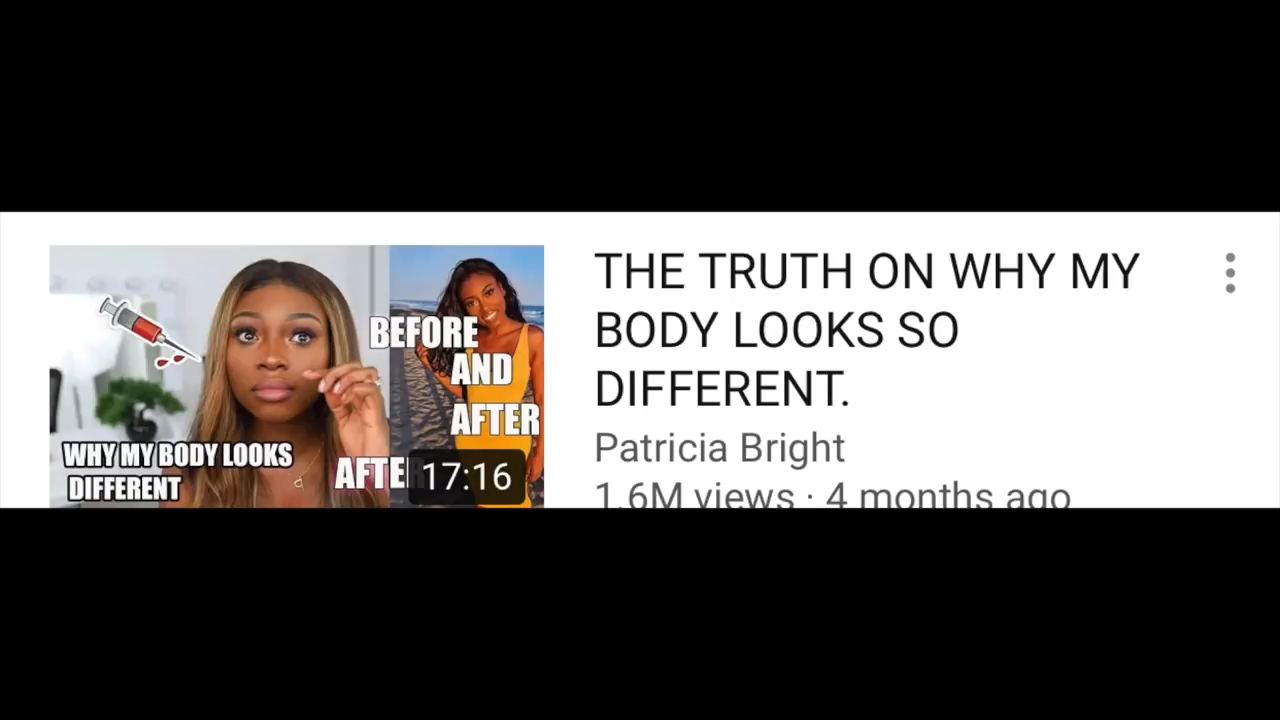 BEFORE
AND
AFTER
WHY MY BODY LOOKS
DIFFERENT
17:16
THE TRUTH ON WHY MY
BODY LOOKS SO
DIFFERENT.
Patricia Bright
1.6M views · 4 months ago